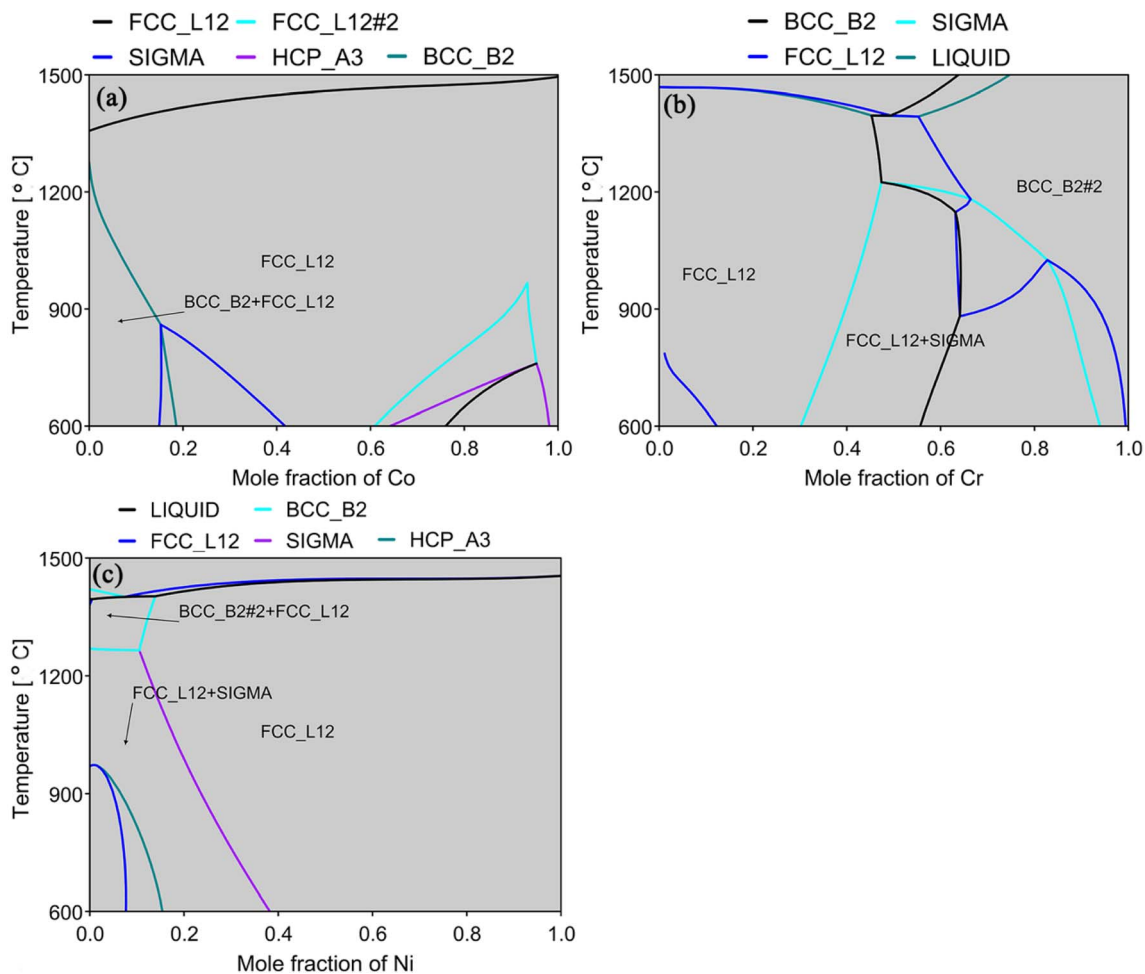 FCC_L12 FCC_L12#2
SIGMA HCP_A3 BCC_B2
1500
(a)
1200
900
600
Temperature [ ° C]
FCC_L12
BCC_B2+FCC_L12
0.0 0.2 0.4 0.6 0.8 1.0
Mole fraction of Co
BCC_B2 SIGMA
FCC_L12 LIQUID
1500
(b)
1200
900
600
Temperature [ ° C]
BCC_B2#2
FCC_L12
FCC_L12+SIGMA
0.0 0.2 0.4 0.6 0.8 1.0
Mole fraction of Cr
LIQUID BCC_B2
FCC_L12 SIGMA HCP_A3
1500
(c)
1200
900
600
Temperature [ ° C]
BCC_B2#2+FCC_L12
FCC_L12+SIGMA
FCC_L12
0.0 0.2 0.4 0.6 0.8 1.0
Mole fraction of Ni